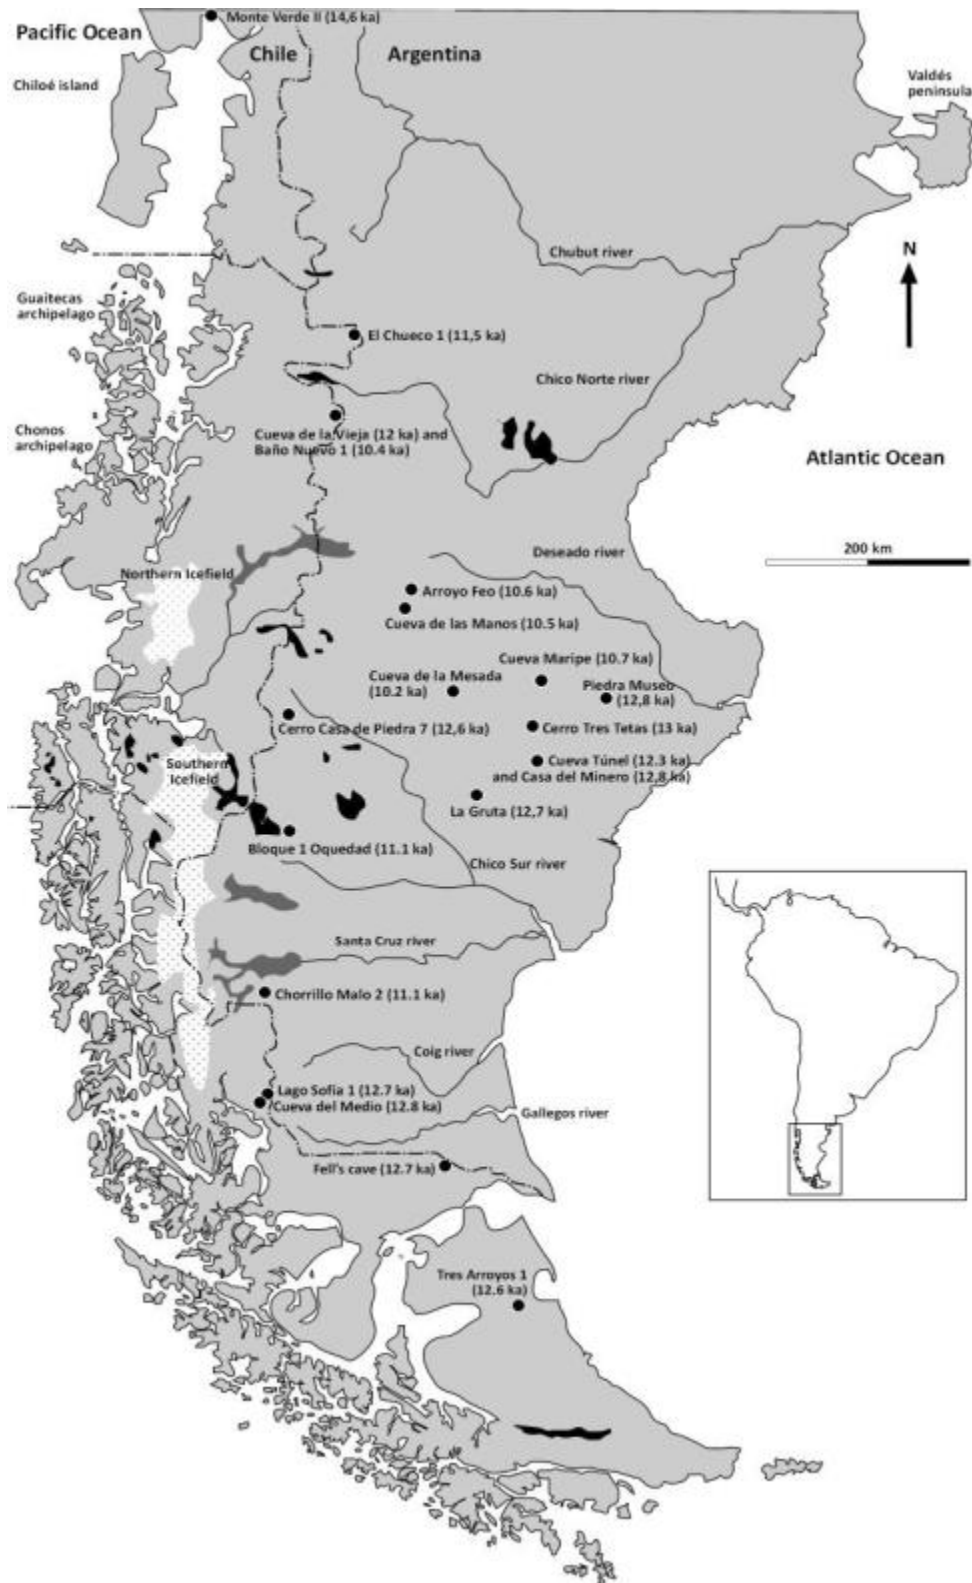 Monte Verde II (14,6 ka)
Pacific Ocean
Chile
Argentina
Chiloé island
Valdés
peninsula
Chubut river
N
Guaitecas
archipelago
El Chueco 1 (11,5 ka)
Chico Norte river
Chonos
archipelago
Cueva de la Vieja (12 ka) and
Baño Nuevo 1 (10.4 ka)
Atlantic Ocean
200 km
Deseado river
Northern Icefield
Arroyo Feo (10.6 ka)
Cueva de las Manos (10.5 ka)
Cueva Maripe (10.7 ka)
Cueva de la Mesada
(10.2 ka)
Piedra Museo
(12,8 ka)
Cerro Casa de Piedra 7 (12,6 ka)
Cerro Tres Tetas (13 ka)
Southern
Icefield
Cueva Túnel (12.3 ka)
and Casa del Minero (12,8 ka)
La Gruta (12,7 ka)
Bloque 1 Oquedad (11.1 ka)
Chico Sur river
Santa Cruz river
Chorrillo Malo 2 (11.1 ka)
Coig river
Lago Sofia 1 (12.7 ka)
Cueva del Medio (12.8 ka)
Gallegos river
Fell's cave (12.7 ka)
Tres Arroyos 1
(12.6 ka)